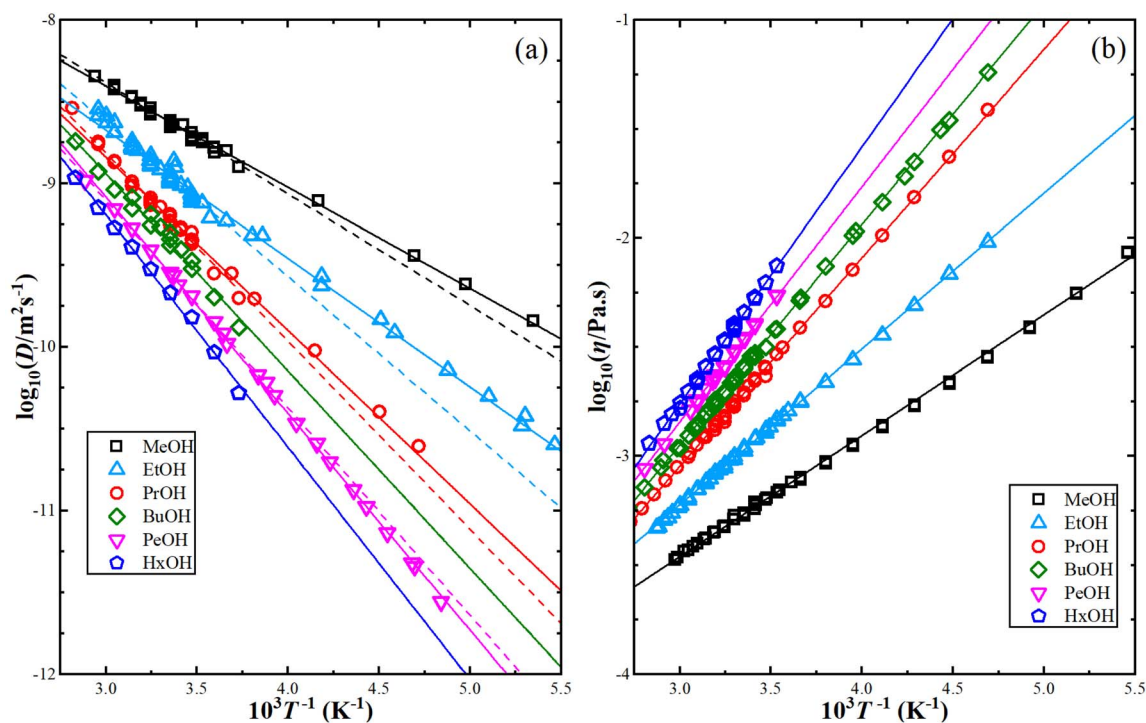 (a)
-8
-9
-10
-11
-12
log₁₀(D/m²s⁻¹)
MeOH
EtOH
PrOH
BuOH
PeOH
HxOH
3.0 3.5 4.0 4.5 5.0 5.5
10³T⁻¹ (K⁻¹)
(b)
-1
-2
-3
-4
log₁₀(η/Pa.s)
MeOH
EtOH
PrOH
BuOH
PeOH
HxOH
3.0 3.5 4.0 4.5 5.0 5.5
10³T⁻¹ (K⁻¹)